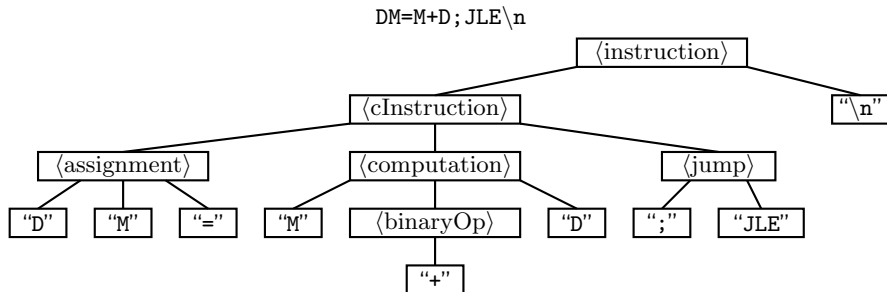 DM=M+D;JLE\n
⟨instruction⟩
⟨cInstruction⟩ “\n”
⟨assignment⟩ ⟨computation⟩ ⟨jump⟩
“D” “M” “=” “M” ⟨binaryOp⟩ “D” “;” “JLE”
“+”